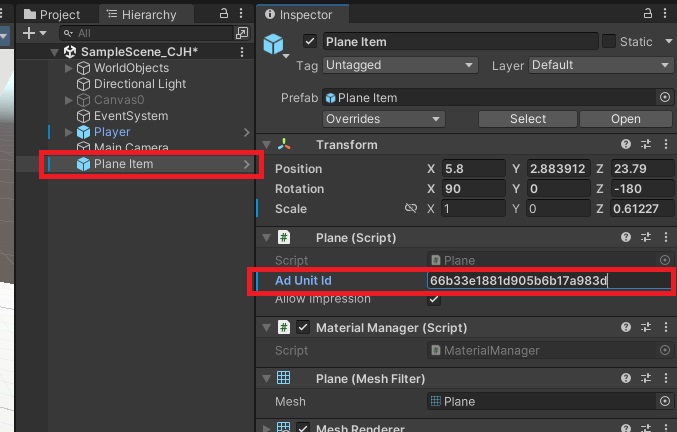 Project
Hierarchy
All
SampleScene_CJH*
WorldObjects
Directional Light
Canvas0
EventSystem
Player
Main Camera
Plane Item
Inspector
Plane Item
Static
Tag Untagged Layer Default
Prefab Plane Item
Overrides Select Open
Transform
Position X 5.8 Y 2.883912 Z 23.79
Rotation X 90 Y 0 Z -180
Scale X 1 Y 0 Z 0.61227
Plane (Script)
Script Plane
Ad Unit Id 66b33e1881d905b6b17a983d
Allow Impression
Material Manager (Script)
Script MaterialManager
Plane (Mesh Filter)
Mesh Plane
Mesh Renderer